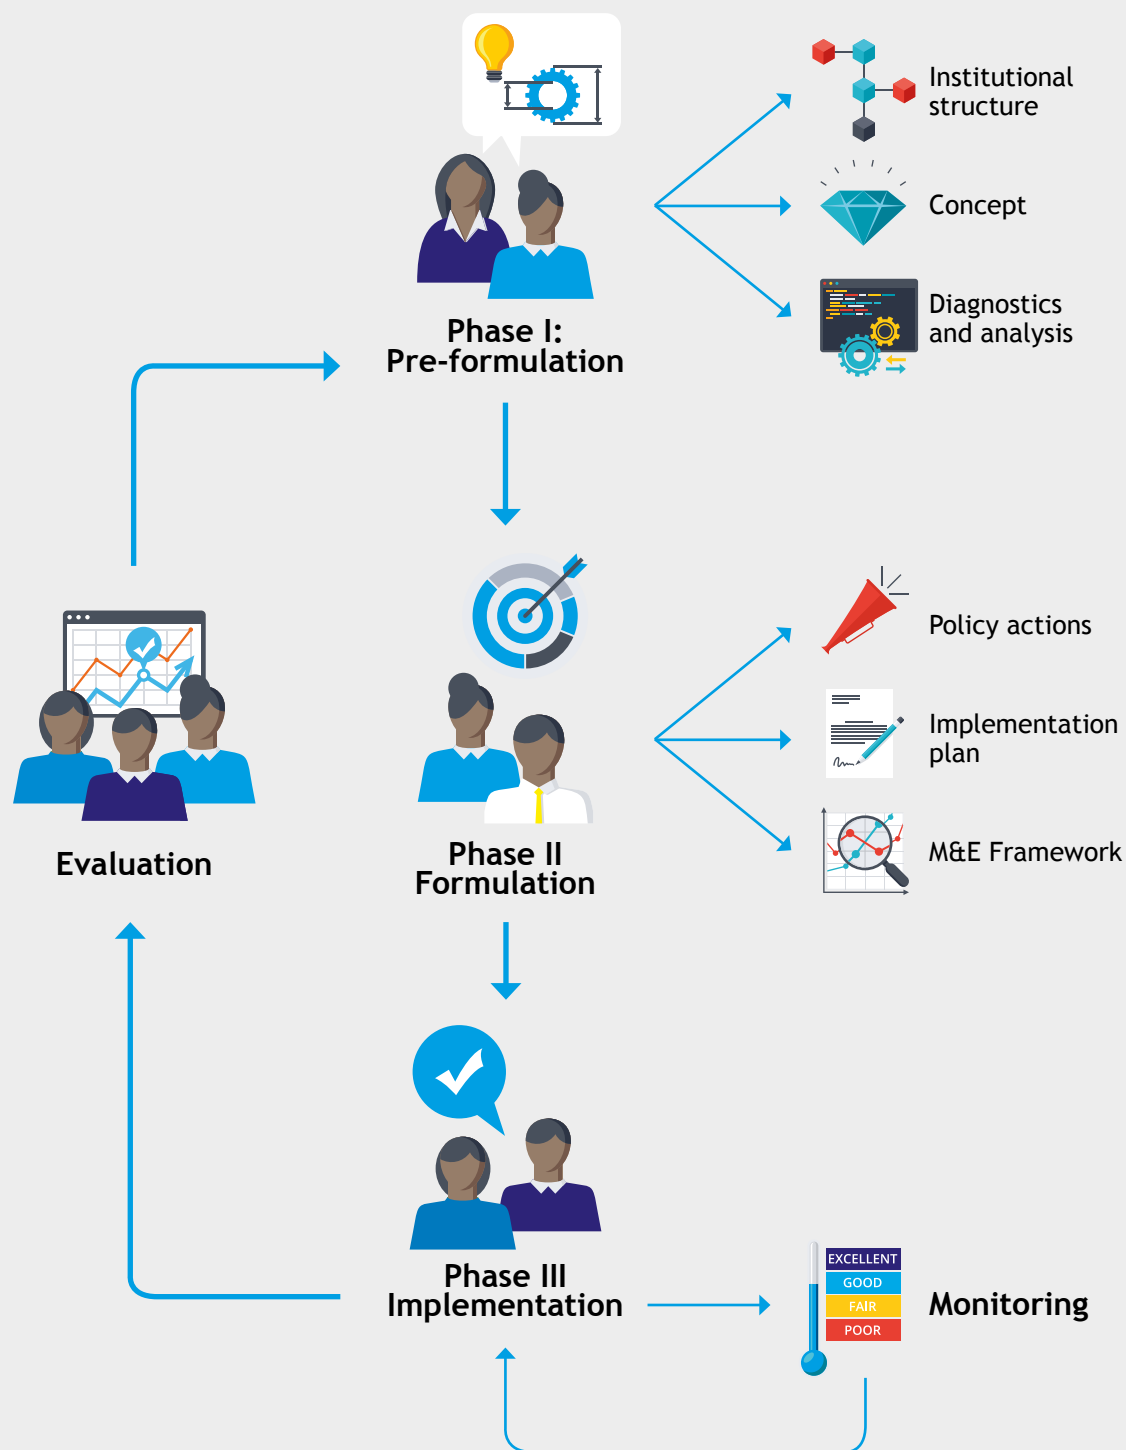 Institutional
structure
Concept
Diagnostics
and analysis
Phase I:
Pre-formulation
Policy actions
Implementation
plan
M&E Framework
Phase II
Formulation
Evaluation
Phase III
Implementation
EXCELLENT
GOOD
FAIR
POOR
Monitoring